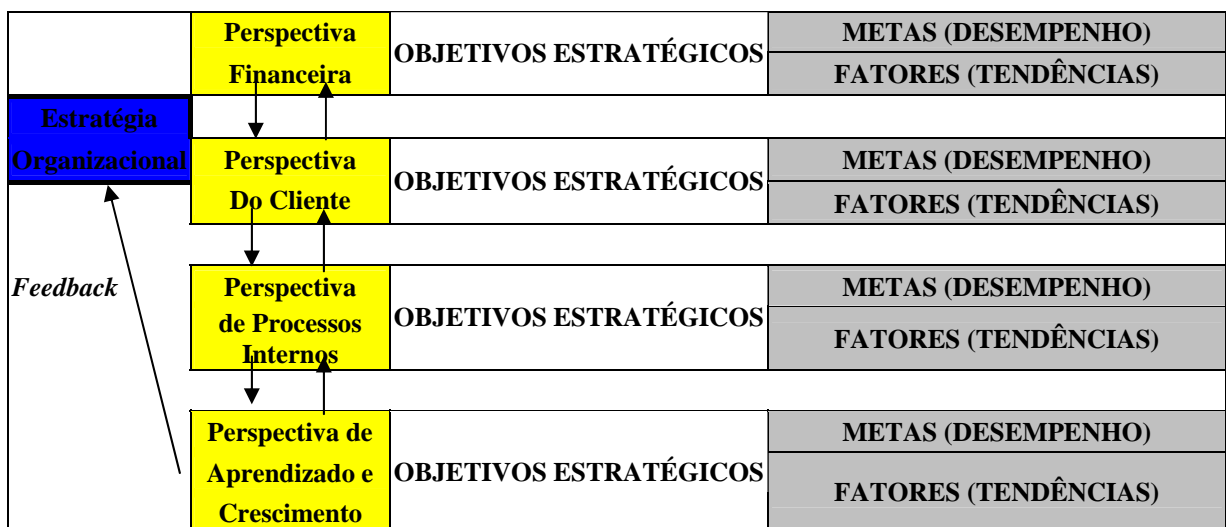 Perspectiva
Financeira
OBJETIVOS ESTRATÉGICOS
METAS (DESEMPENHO)
FATORES (TENDÊNCIAS)
Estratégia
Organizacional
Perspectiva
Do Cliente
OBJETIVOS ESTRATÉGICOS
METAS (DESEMPENHO)
FATORES (TENDÊNCIAS)
Feedback
Perspectiva
de Processos
Internos
OBJETIVOS ESTRATÉGICOS
METAS (DESEMPENHO)
FATORES (TENDÊNCIAS)
Perspectiva de
Aprendizado e
Crescimento
OBJETIVOS ESTRATÉGICOS
METAS (DESEMPENHO)
FATORES (TENDÊNCIAS)